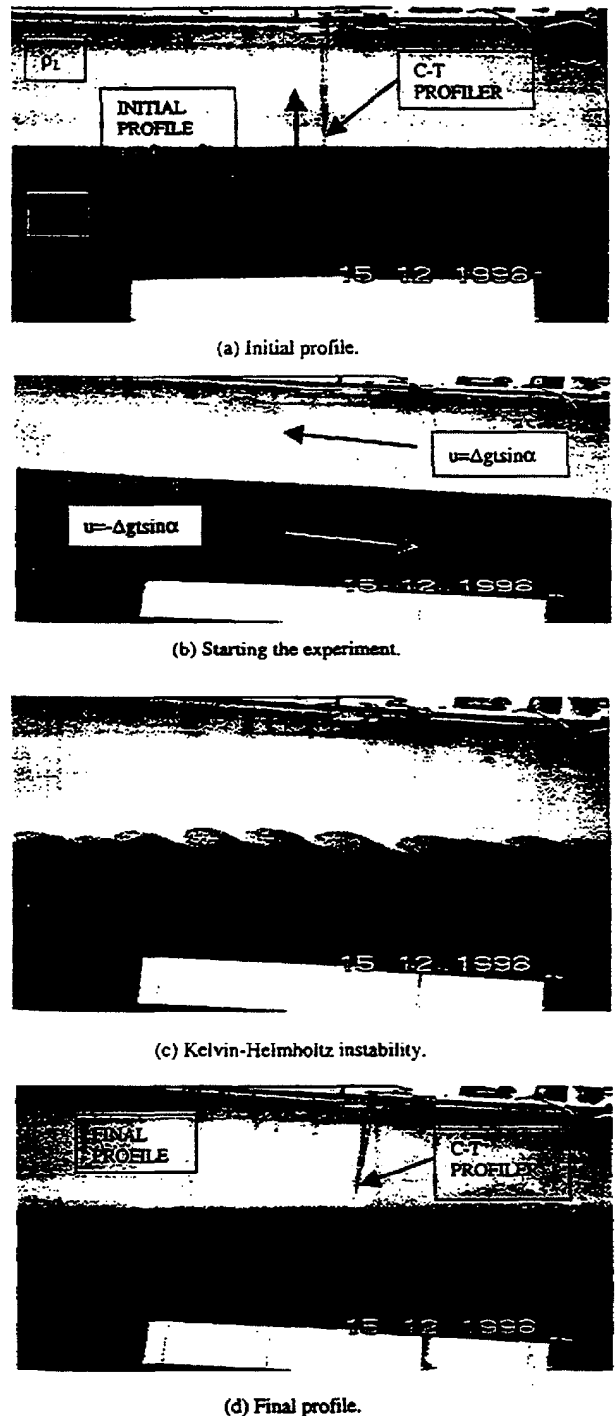 ρ₁
INITIAL
PROFILE
C-T
PROFILER
15 12 1996
(a) Initial profile.
u=Δgtsinα
u=-Δgtsinα
15 12 1996
(b) Starting the experiment.
15 12 1996
(c) Kelvin-Helmholtz instability.
FINAL
PROFILE
C-T
PROFILER
15 12 1996
(d) Final profile.